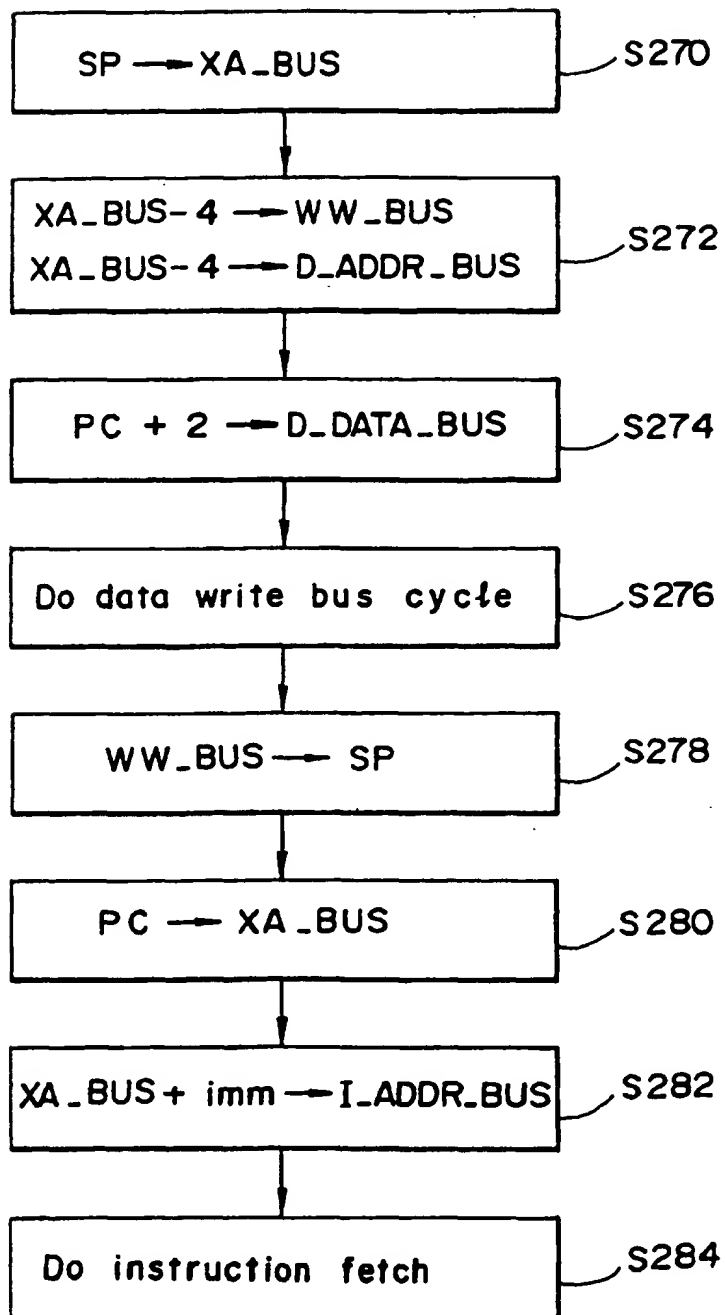 SP → XA_BUS
S270
XA_BUS-4 → WW_BUS
XA_BUS-4 → D_ADDR_BUS
S272
PC + 2 → D_DATA_BUS
S274
Do data write bus cycle
S276
WW_BUS → SP
S278
PC → XA_BUS
S280
XA_BUS + imm → I_ADDR_BUS
S282
Do instruction fetch
S284